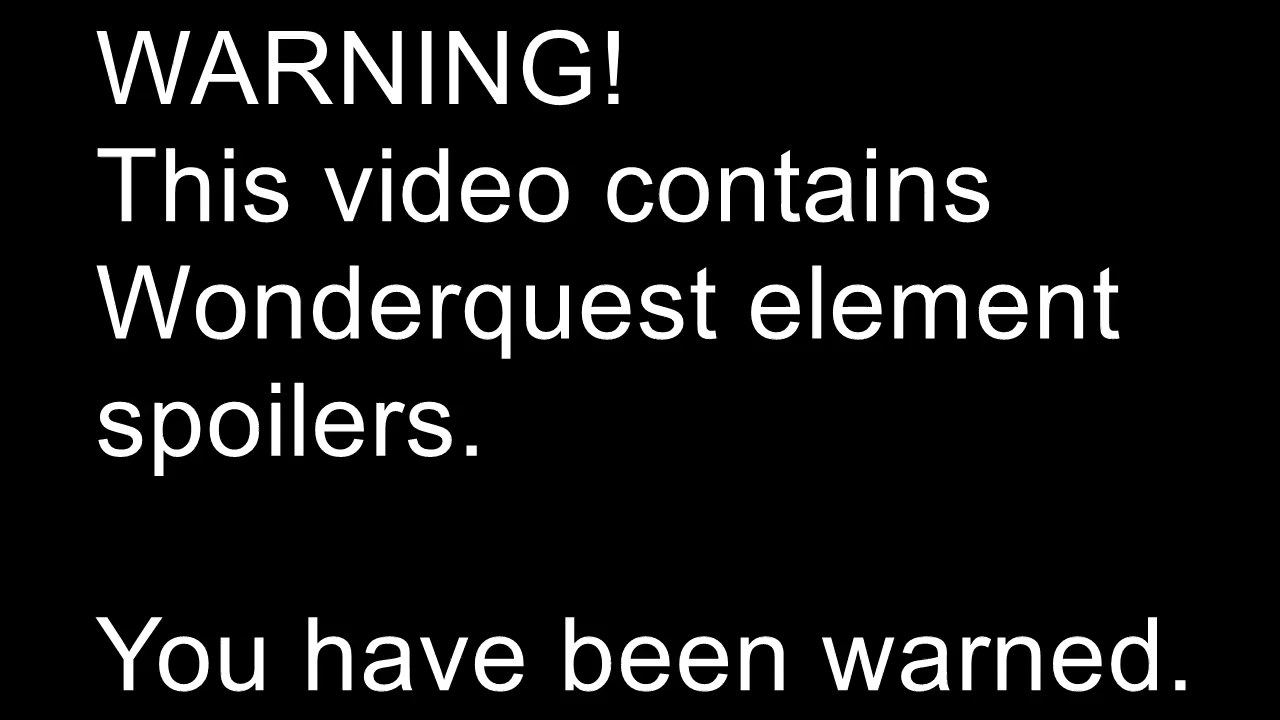 WARNING!
This video contains
Wonderquest element
spoilers.
You have been warned.